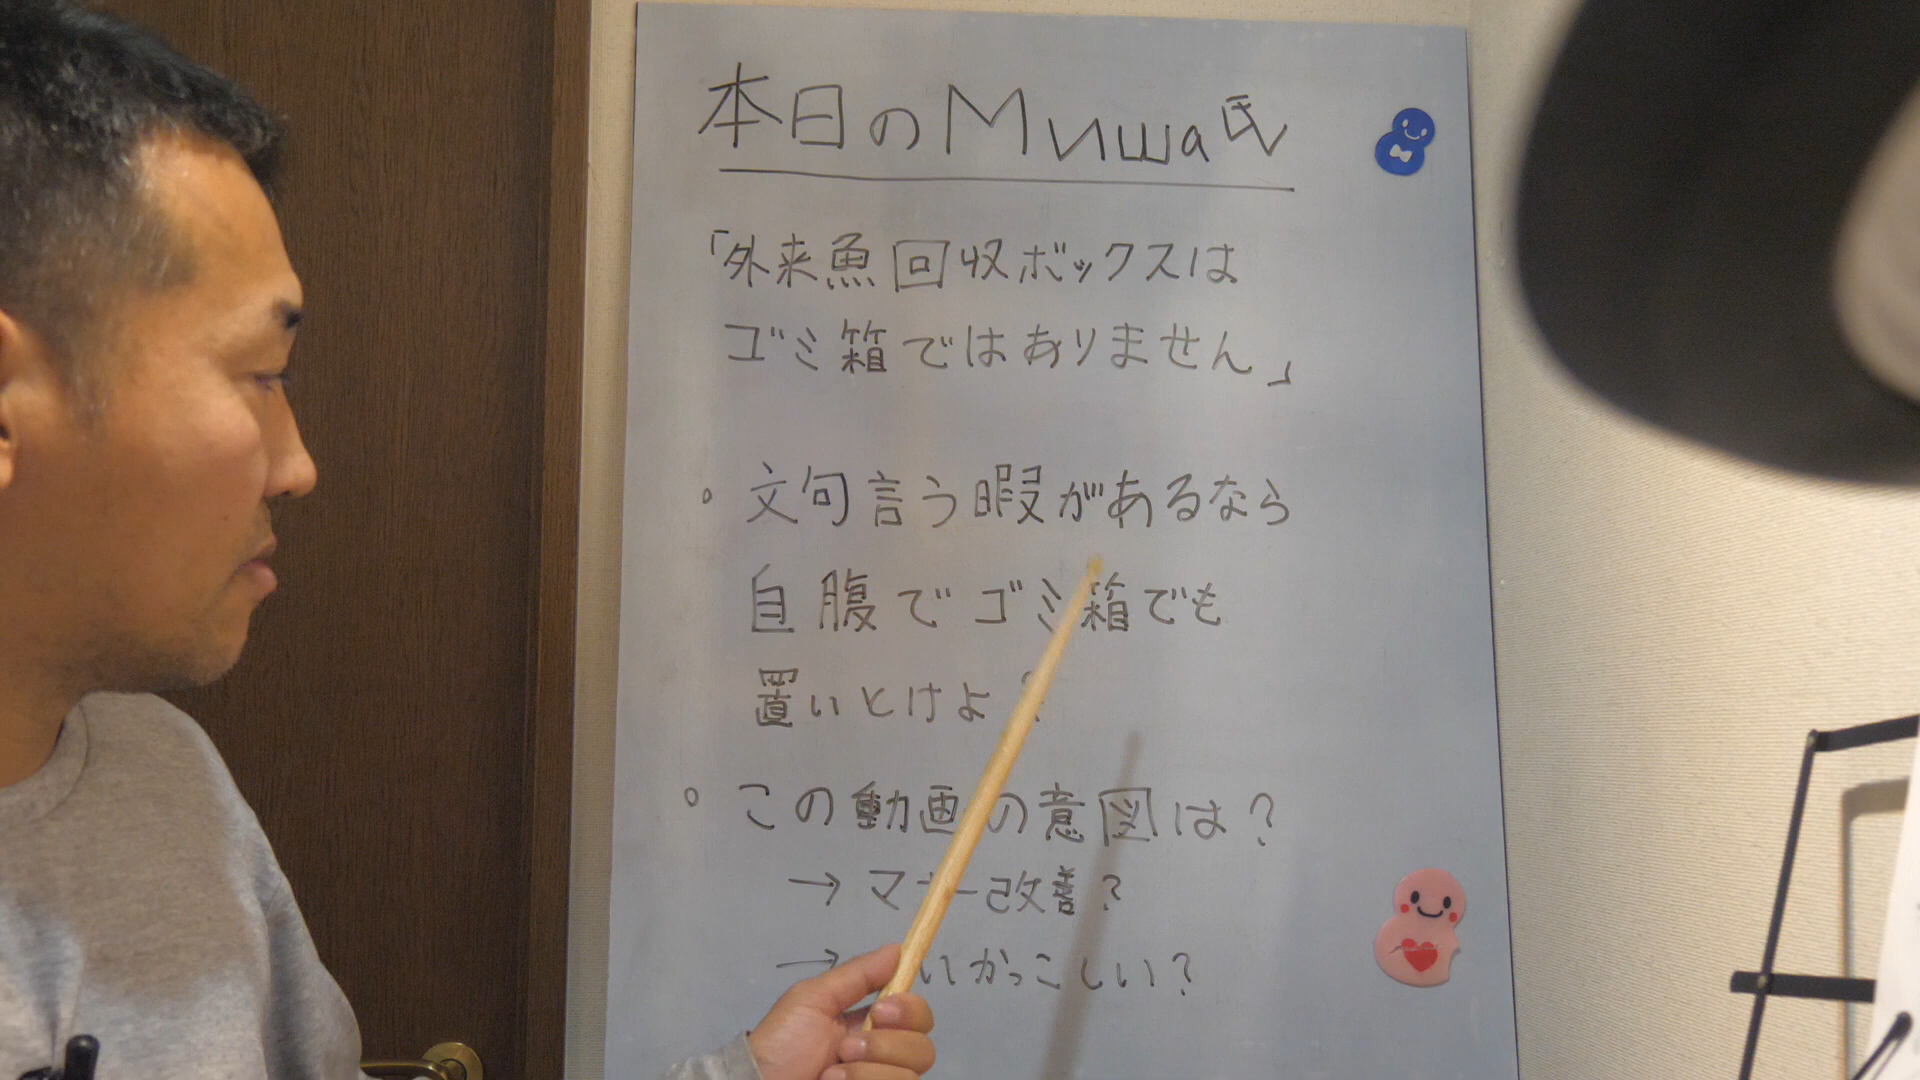 本日のMишa氏
「外来魚回収ボックスは
ゴミ箱ではありません」
・文句言う暇があるなら
自腹でゴミ箱でも
置いとけよ?
・この動画の意図は?
→マナー改善?
→いいかっこしい?